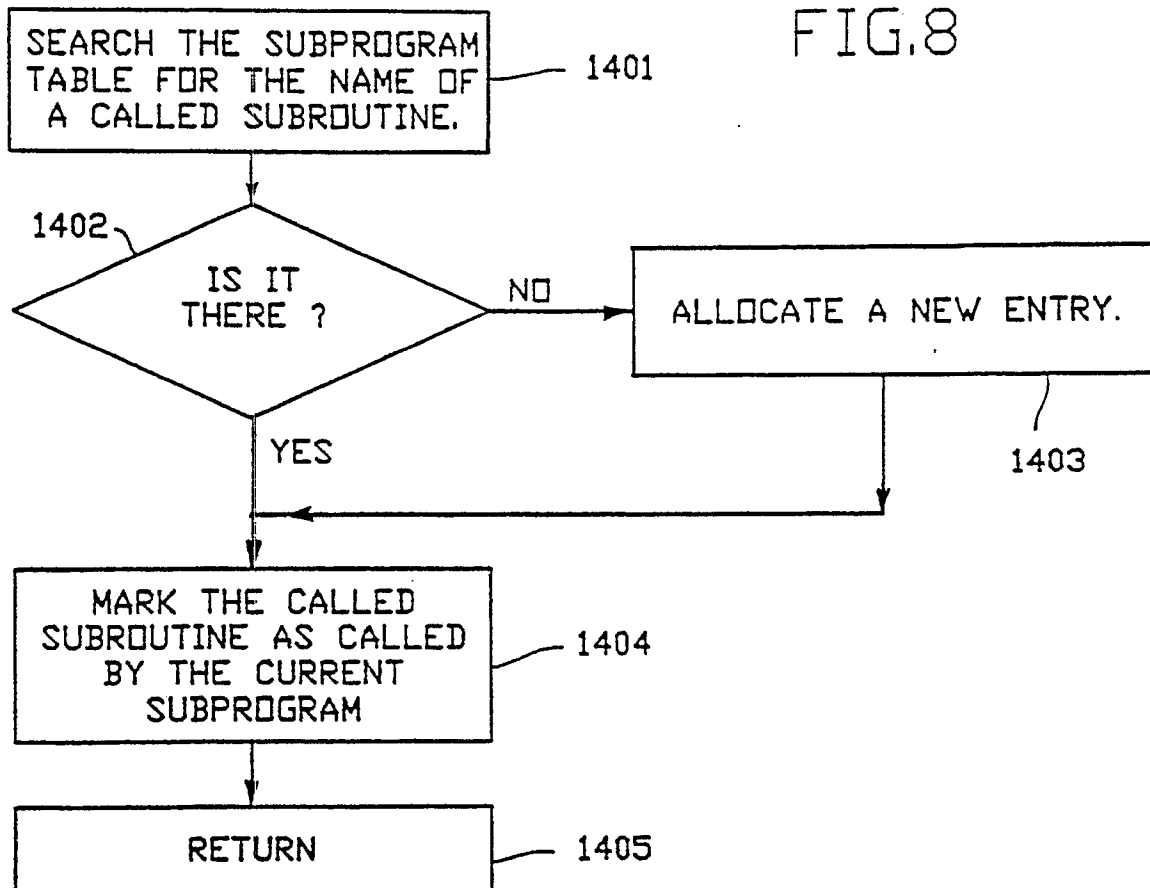 FIG.8
SEARCH THE SUBPROGRAM
TABLE FOR THE NAME OF
A CALLED SUBROUTINE.
1401
1402
IS IT
THERE ?
NO
ALLOCATE A NEW ENTRY.
1403
YES
MARK THE CALLED
SUBROUTINE AS CALLED
BY THE CURRENT
SUBPROGRAM
1404
RETURN
1405